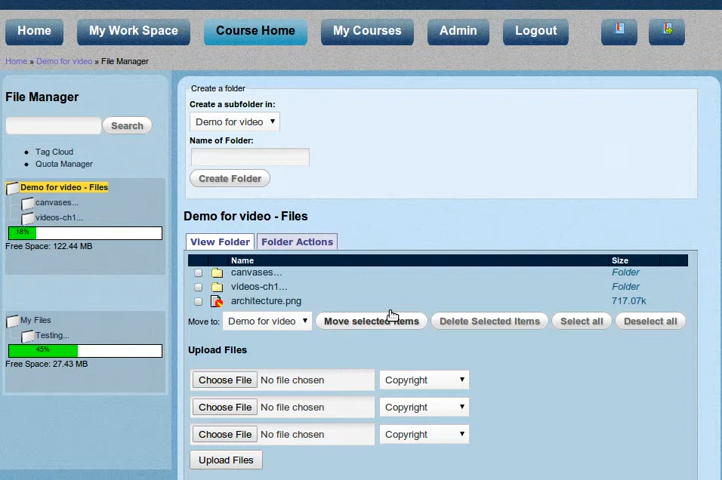 Home My Work Space Course Home My Courses Admin Logout
Home » Demo for video » File Manager
File Manager
Search
Tag Cloud
Quota Manager
Demo for video - Files
canvases...
videos-ch1...
18%
Free Space: 122.44 MB
My Files
Testing...
45%
Free Space: 27.43 MB
Create a folder
Create a subfolder in:
Demo for video
Name of Folder:
Create Folder
Demo for video - Files
View Folder Folder Actions
Name Size
canvases... Folder
videos-ch1... Folder
architecture.png 717.07k
Move to: Demo for video Move selected items Delete Selected Items Select all Deselect all
Upload Files
Choose File No file chosen Copyright
Choose File No file chosen Copyright
Choose File No file chosen Copyright
Upload Files